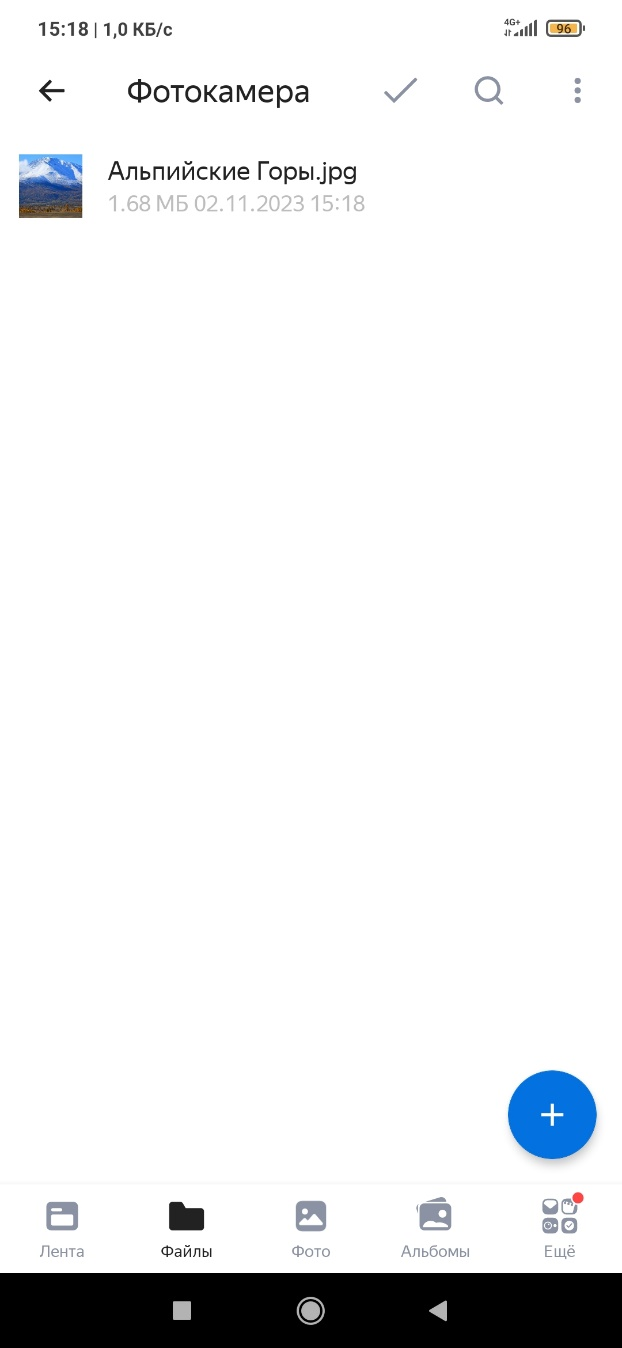 15:18 | 1,0 КБ/с 4G+ 96
Фотокамера
Альпийские Горы.jpg
1.68 МБ 02.11.2023 15:18
Лента Файлы Фото Альбомы Ещё